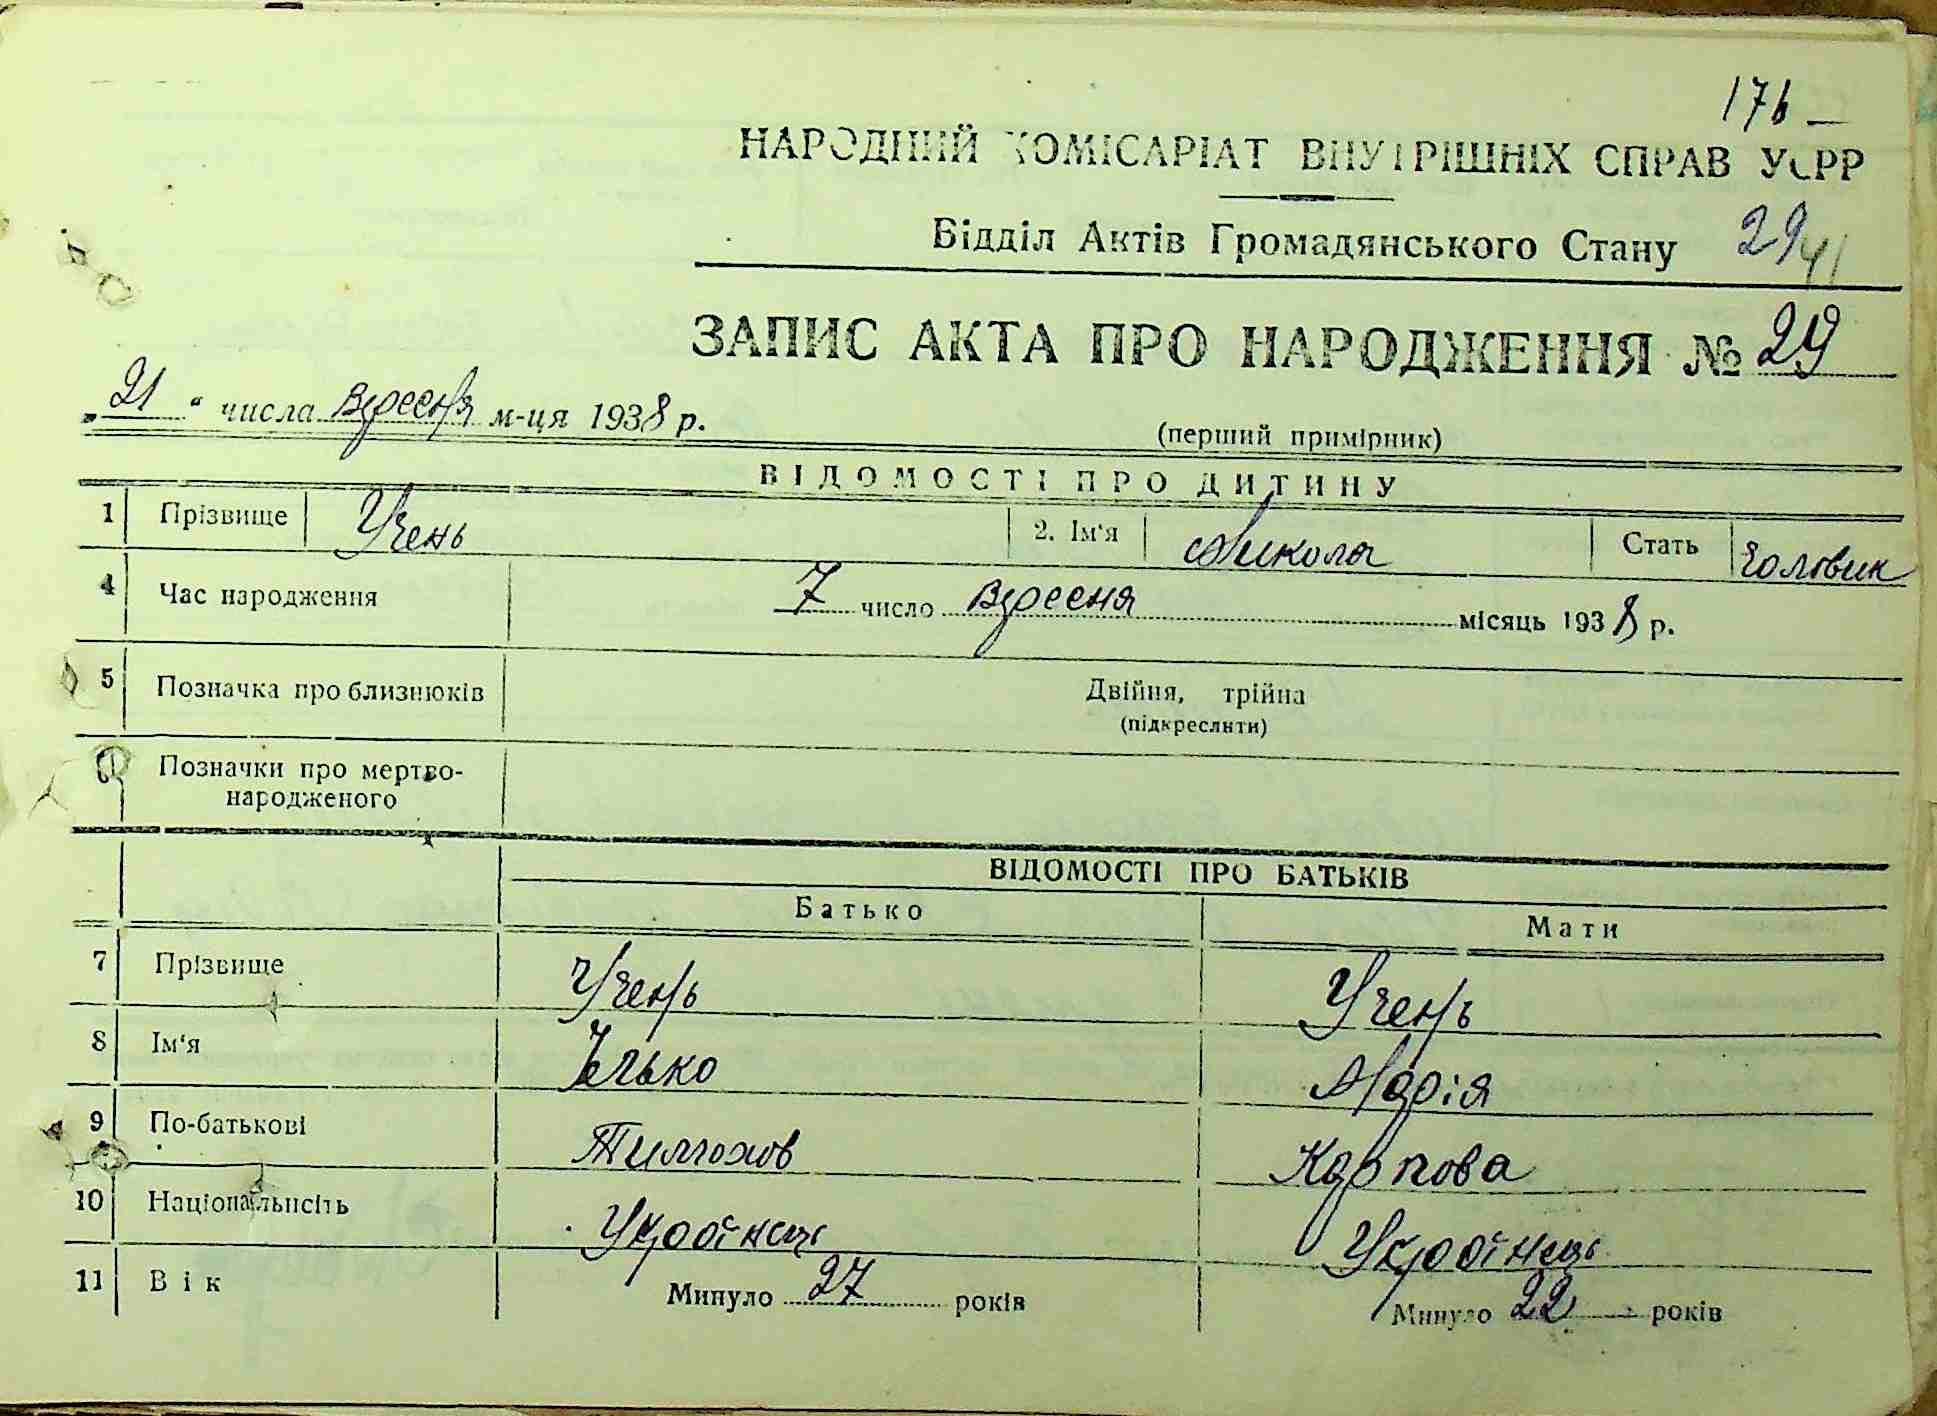 176
НАРОДНИЙ КОМІСАРІАТ ВНУТРІШНІХ СПРАВ УСРР
Відділ Актів Громадянського Стану 29
ЗАПИС АКТА ПРО НАРОДЖЕННЯ № 29
„21“ числа вересня м-ця 1938 р.
(перший примірник)
ВІДОМОСТІ ПРО ДИТИНУ
1 Прізвище Учень 2. Ім'я Микола Стать Чоловик
4 Час народження 7 число вересня місяць 1938 р.
5 Позначка про близнюків Двійня, трійна
(підкреслити)
6 Позначки про мертво-
народженого
ВІДОМОСТІ ПРО БАТЬКІВ
Батько Мати
7 Прізвище Учень Учень
8 Ім'я Ілько Марія
9 По-батькові Тимохов Карпова
10 Національність Українець Українець
11 Вік Минуло 27 років Минуло 22 років